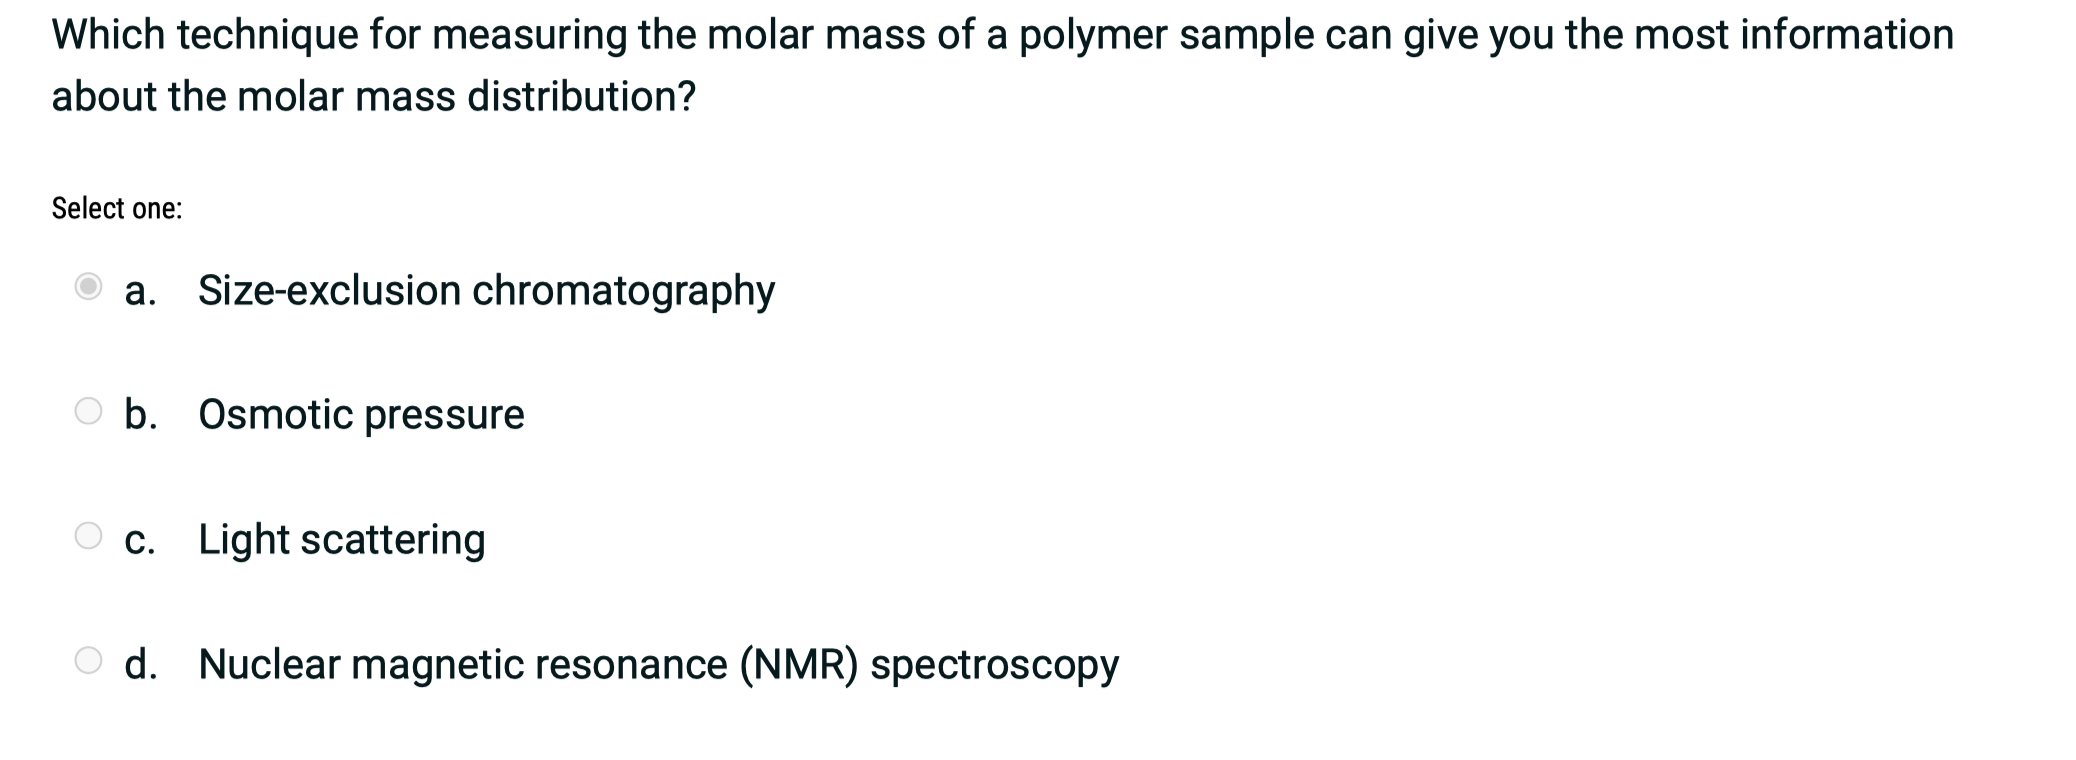 Which technique for measuring the molar mass of a polymer sample can give you the most information
about the molar mass distribution?
Select one:
a. Size-exclusion chromatography
b. Osmotic pressure
c. Light scattering
d. Nuclear magnetic resonance (NMR) spectroscopy